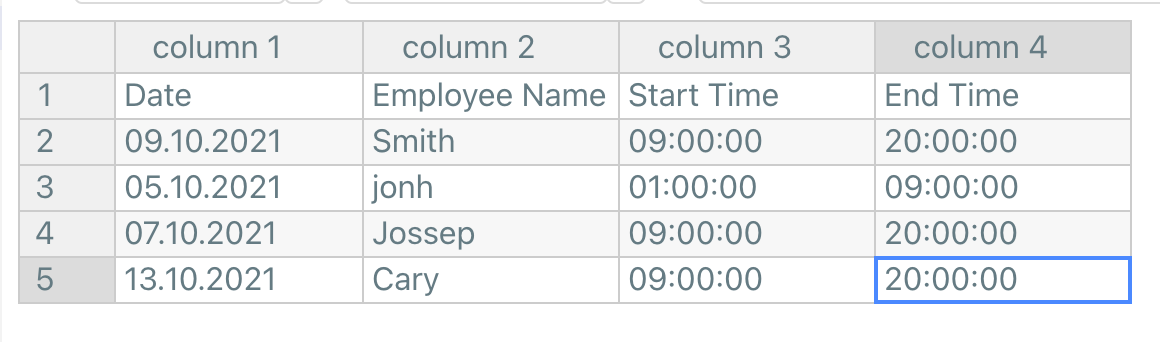 column 1 column 2 column 3 column 4
1 Date Employee Name Start Time End Time
2 09.10.2021 Smith 09:00:00 20:00:00
3 05.10.2021 jonh 01:00:00 09:00:00
4 07.10.2021 Jossep 09:00:00 20:00:00
5 13.10.2021 Cary 09:00:00 20:00:00